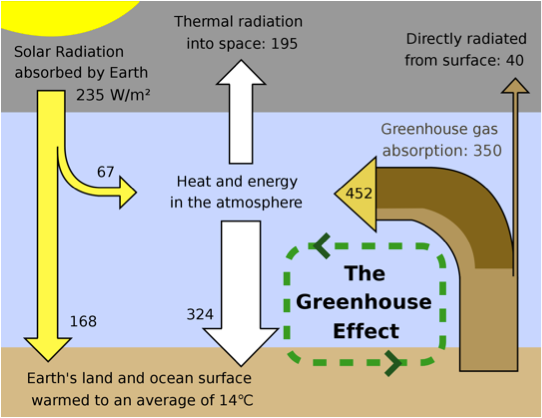 Thermal radiation
into space: 195
Directly radiated
from surface: 40
Solar Radiation
absorbed by Earth
235 W/m²
Greenhouse gas
absorption: 350
67
Heat and energy
in the atmosphere
452
The
Greenhouse
Effect
324
168
Earth's land and ocean surface
warmed to an average of 14°C